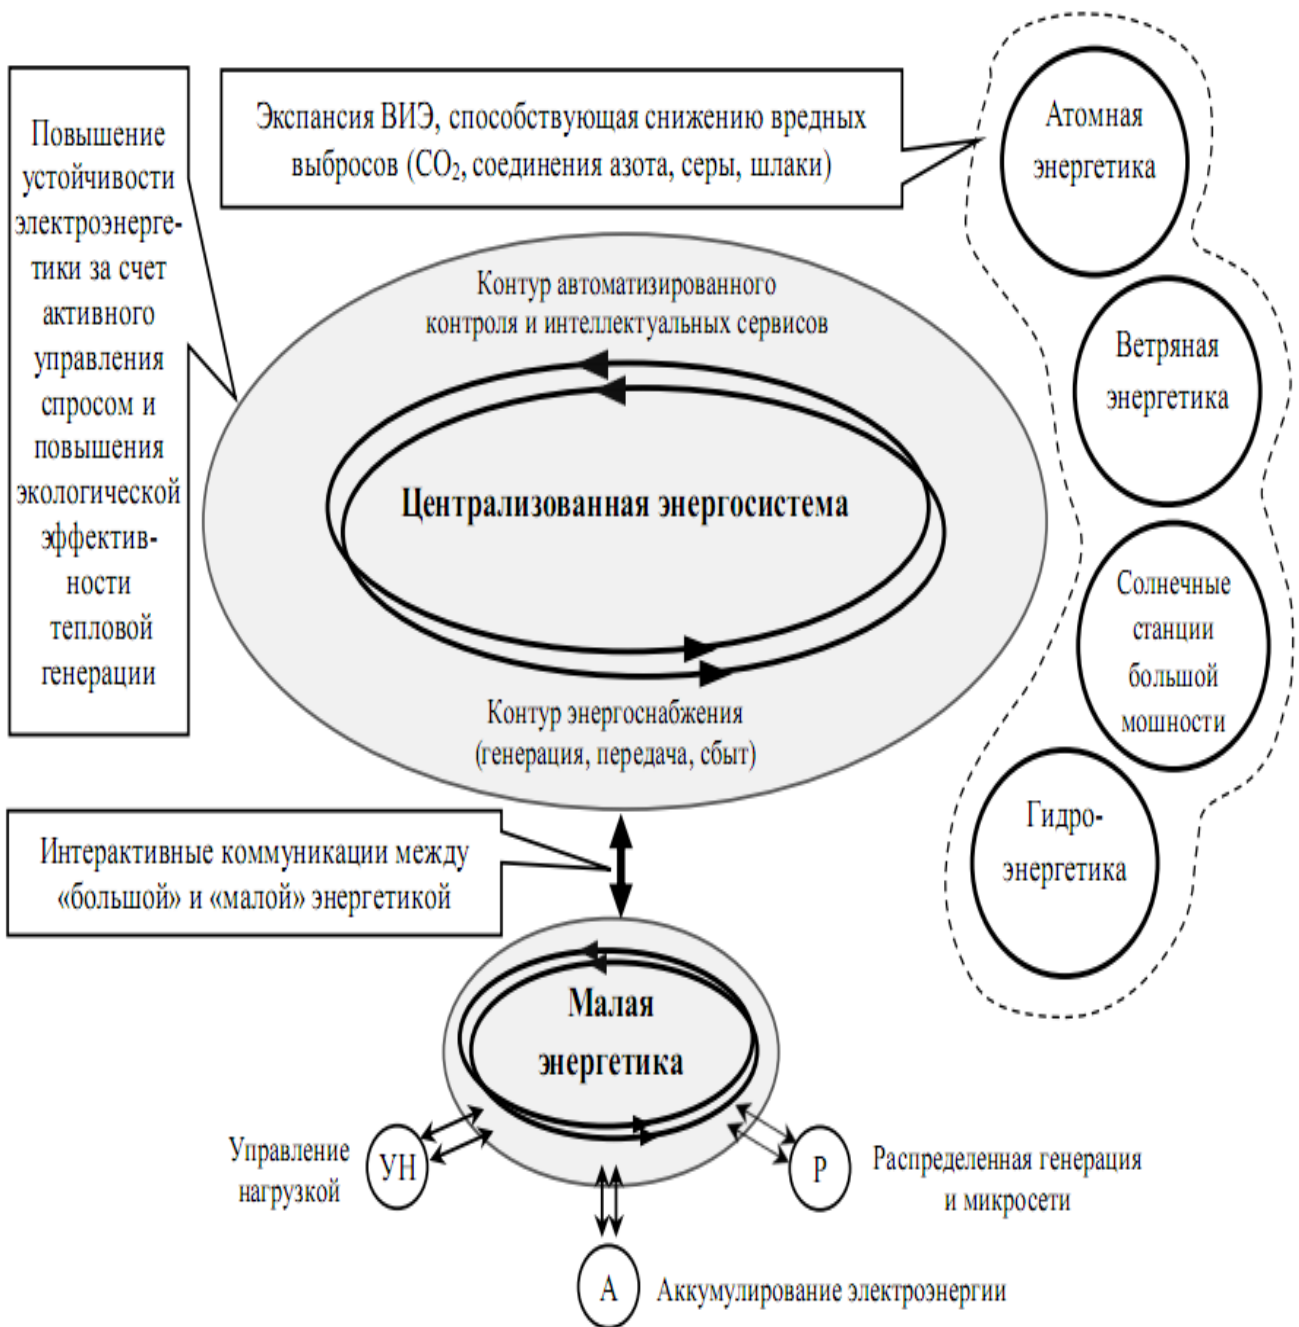 Повышение
устойчивости
электроэнерге-
тики за счет
активного
управления
спросом и
повышения
экологической
эффектив-
ности
тепловой
генерации
Экспансия ВИЭ, способствующая снижению вредных
выбросов (CO₂, соединения азота, серы, шлаки)
Атомная
энергетика
Ветряная
энергетика
Солнечные
станции
большой
мошности
Гидро-
энергетика
Контур автоматизированного
контроля и интеллектуальных сервисов
Централизованная энергосистема
Контур энергоснабжения
(генерация, передача, сбыт)
Интерактивные коммуникации между
«большой» и «малой» энергетикой
Малая
энергетика
Управление
нагрузкой
УН
Р
Распределенная генерация
и микросети
А
Аккумулирование электроэнергии